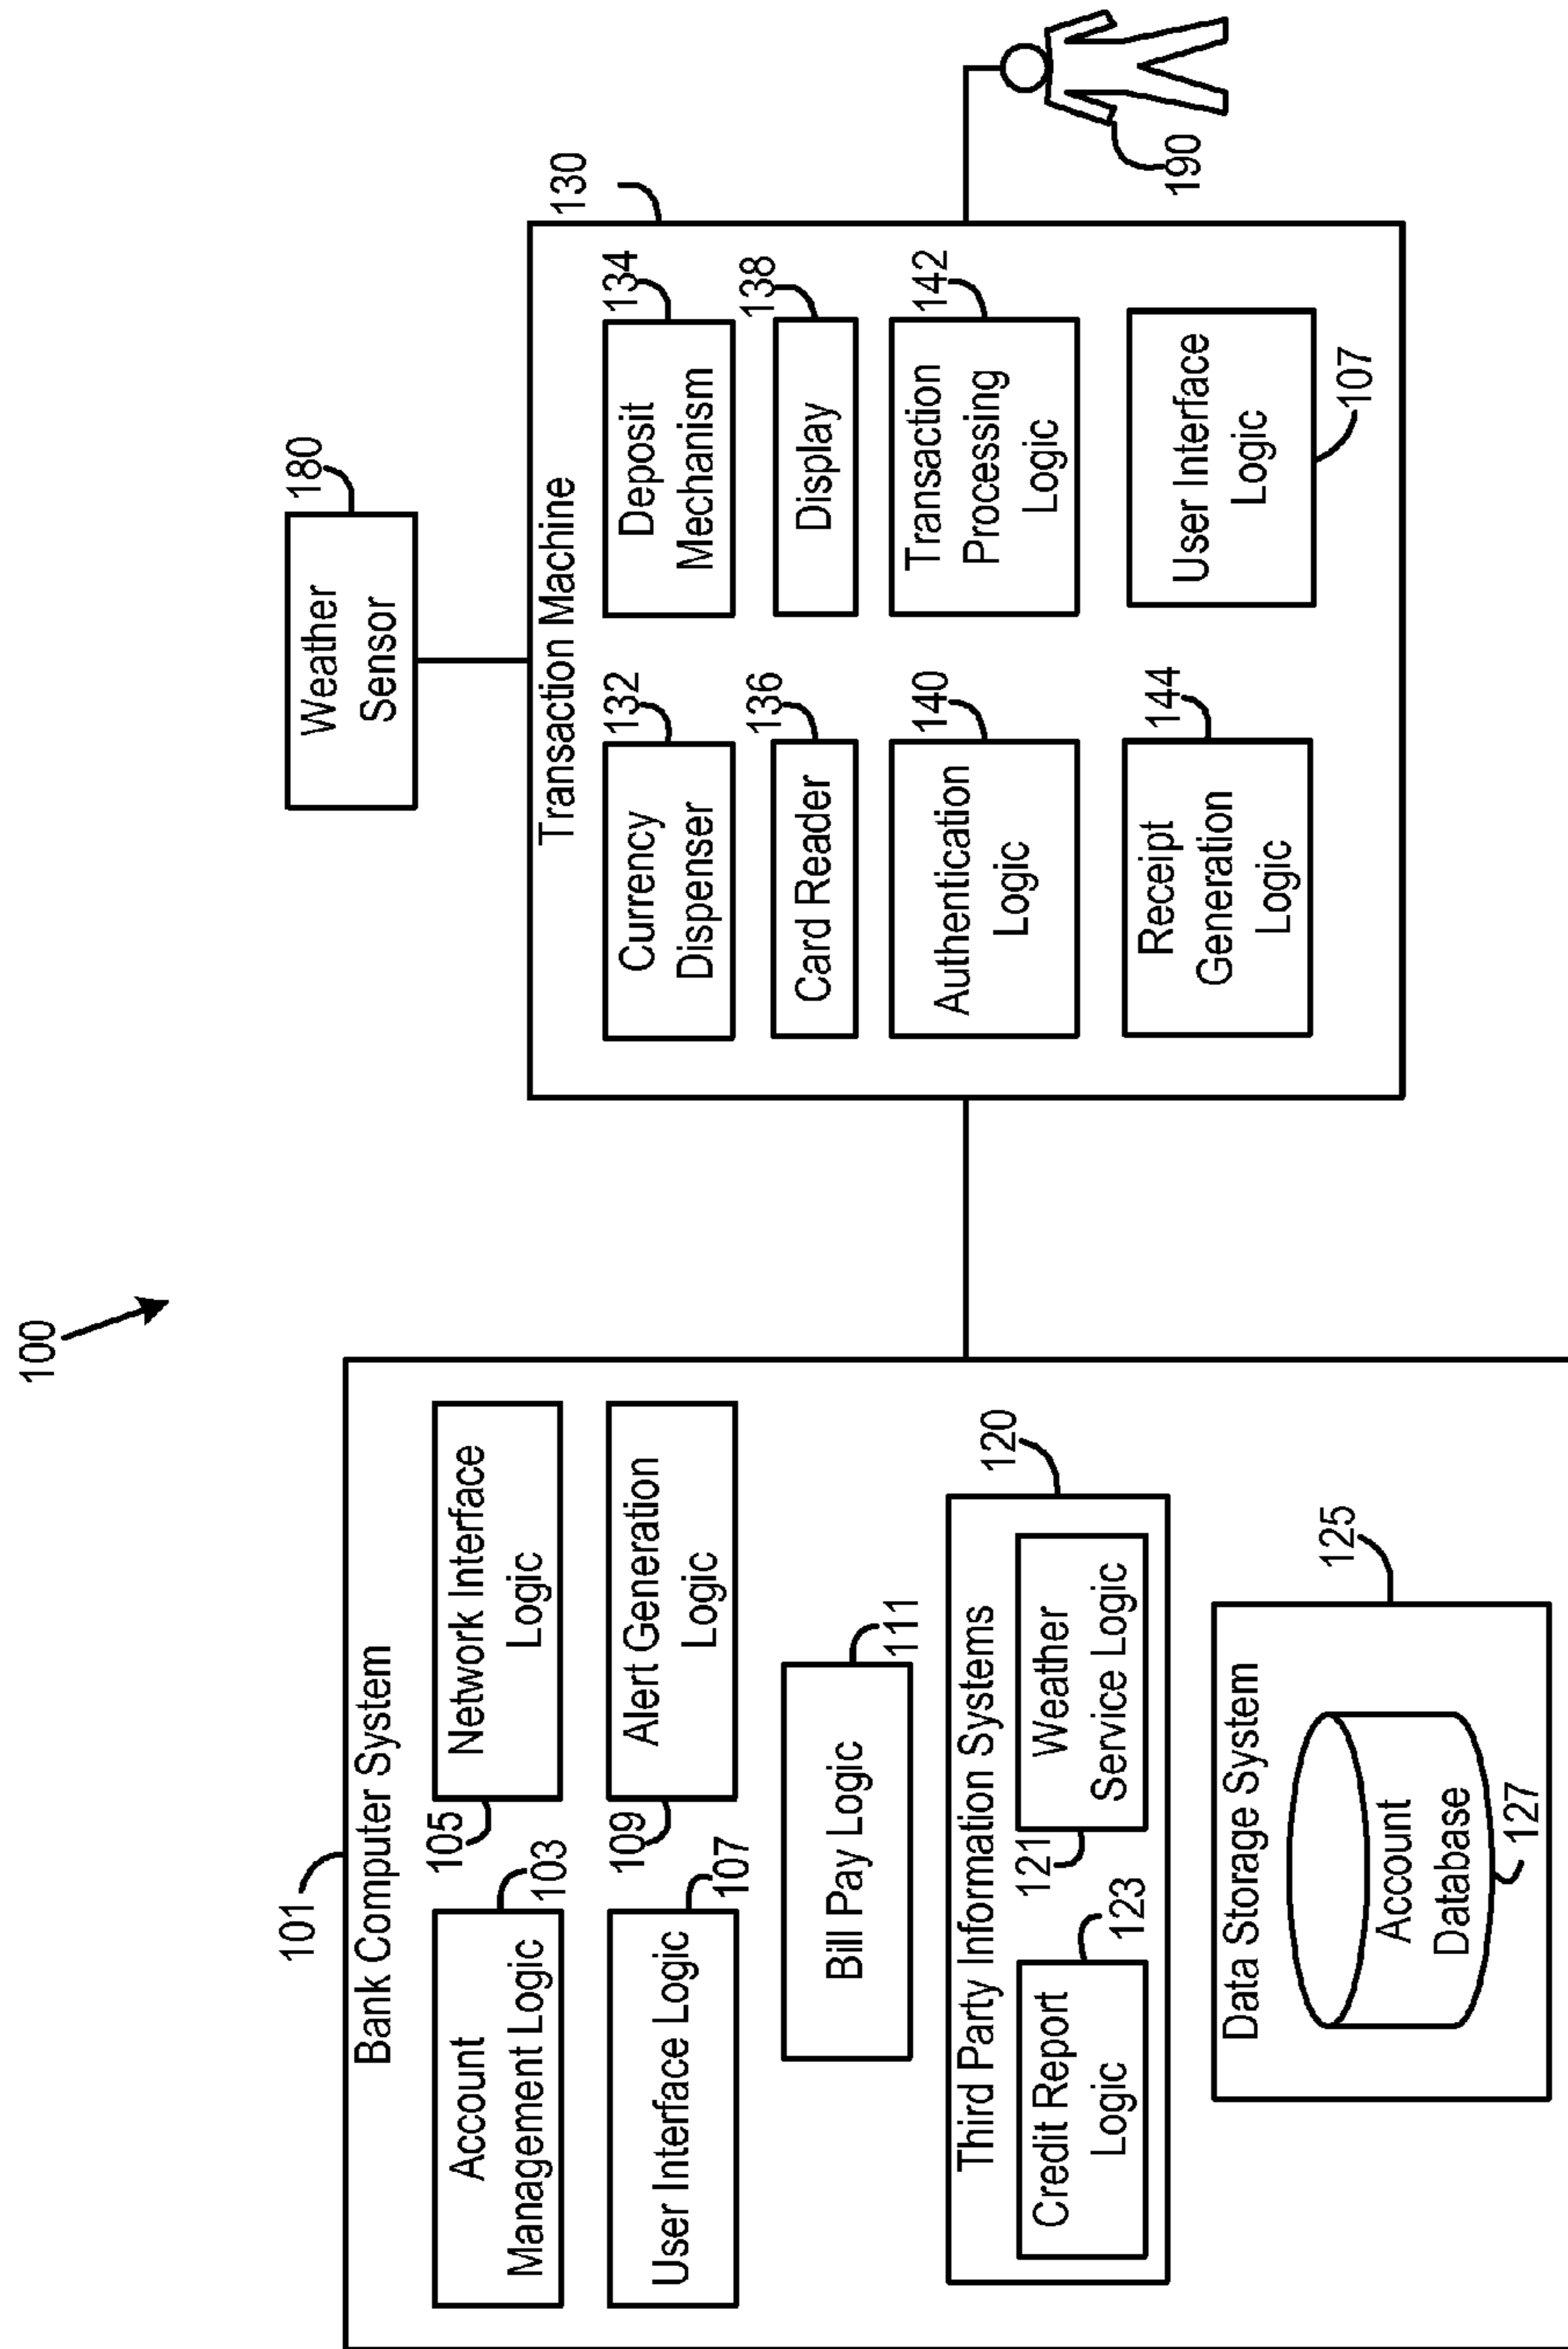 100
101
Bank Computer System
Account
Management Logic
103
105
Network Interface
Logic
User Interface Logic
107
109
Alert Generation
Logic
Bill Pay Logic
111
Third Party Information Systems
120
Credit Report
Logic
123
121
Weather
Service Logic
Data Storage System
125
Account
Database
127
Weather
Sensor
180
Transaction Machine
130
Currency
Dispenser
132
Deposit
Mechanism
134
Card Reader
136
Display
138
Authentication
Logic
140
Transaction
Processing
Logic
142
Receipt
Generation
Logic
144
User Interface
Logic
107
190